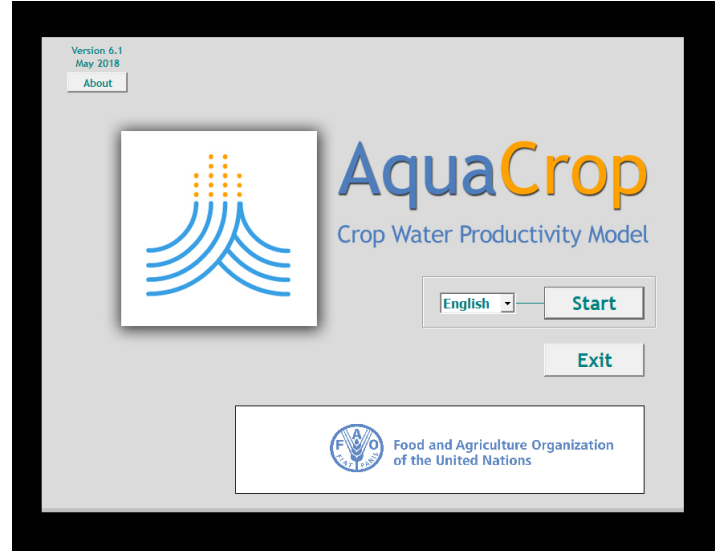 Version 6.1
May 2018
About
AquaCrop
Crop Water Productivity Model
English
Start
Exit
F A O
FIAT PANIS
Food and Agriculture Organization
of the United Nations